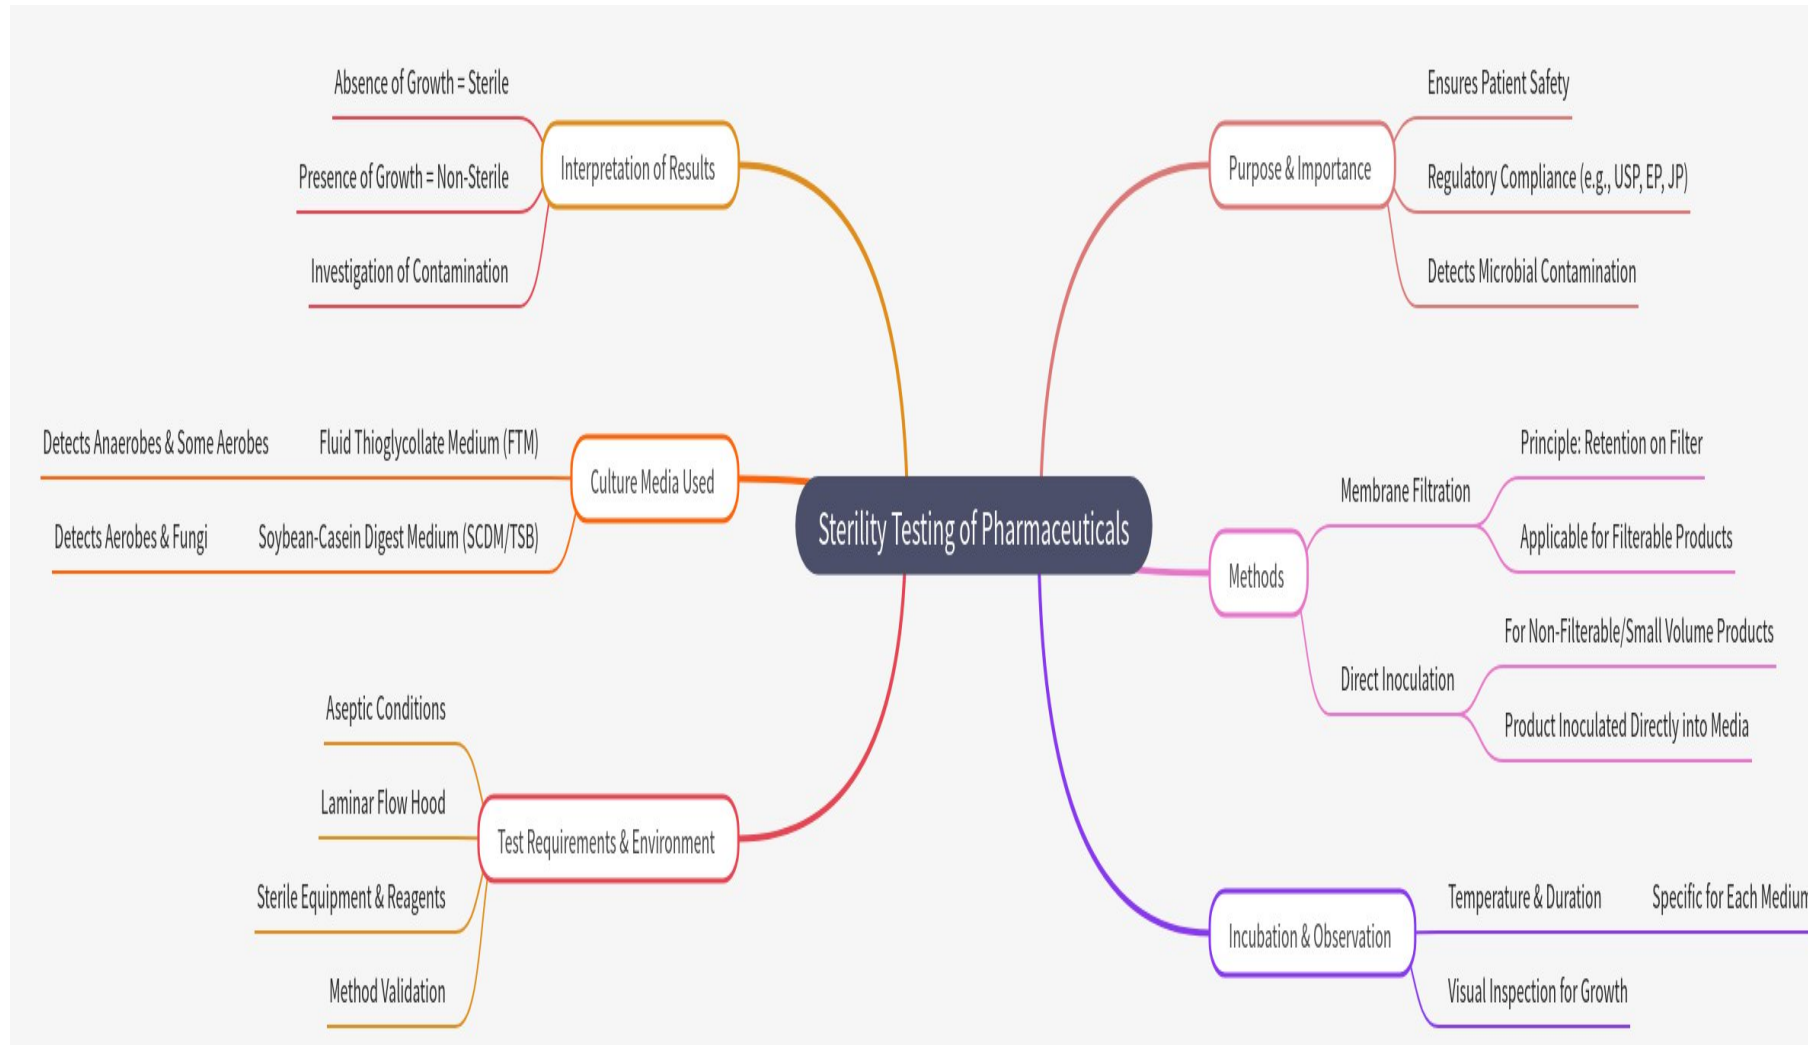 Sterility Testing of Pharmaceuticals
Purpose & Importance
Ensures Patient Safety
Regulatory Compliance (e.g., USP, EP, JP)
Detects Microbial Contamination
Methods
Membrane Filtration
Principle: Retention on Filter
Applicable for Filterable Products
Direct Inoculation
For Non-Filterable/Small Volume Products
Product Inoculated Directly into Media
Incubation & Observation
Temperature & Duration
Specific for Each Medium
Visual Inspection for Growth
Interpretation of Results
Absence of Growth = Sterile
Presence of Growth = Non-Sterile
Investigation of Contamination
Culture Media Used
Fluid Thioglycollate Medium (FTM)
Detects Anaerobes & Some Aerobes
Soybean-Casein Digest Medium (SCDM/TSB)
Detects Aerobes & Fungi
Test Requirements & Environment
Aseptic Conditions
Laminar Flow Hood
Sterile Equipment & Reagents
Method Validation